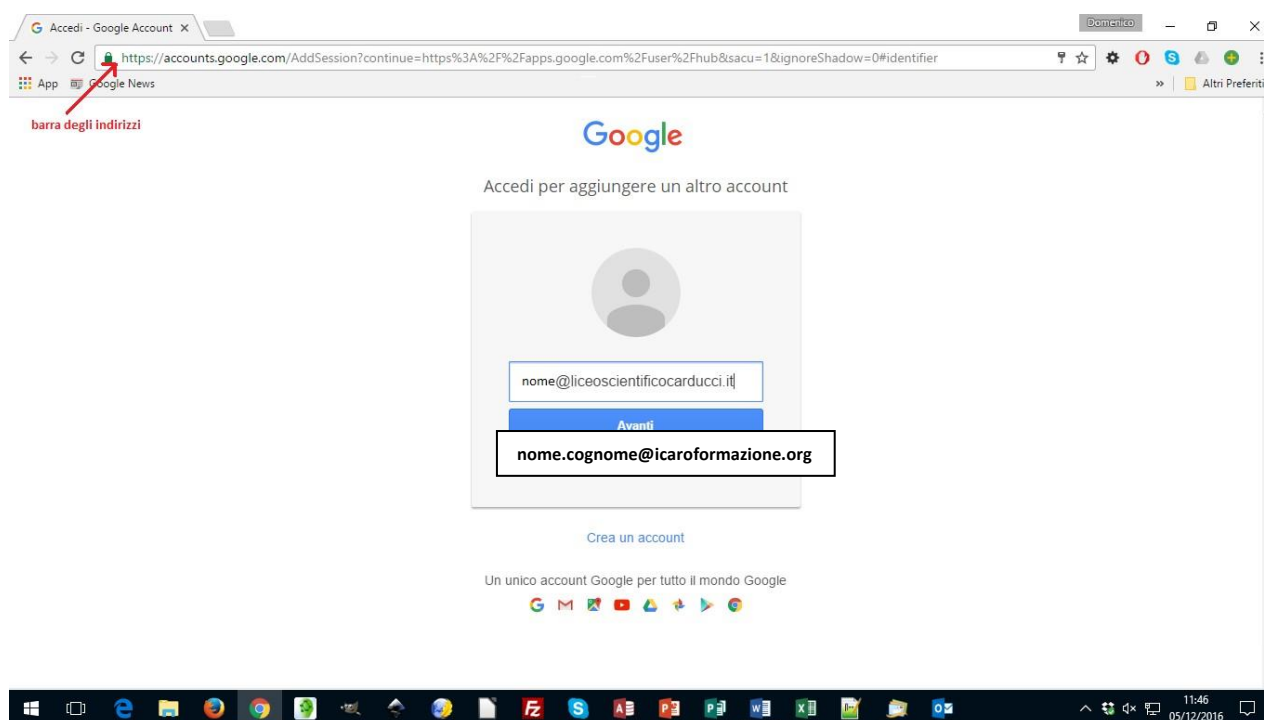 Accedi - Google Account
Domenico
https://accounts.google.com/AddSession?continue=https%3A%2F%2Fapps.google.com%2Fuser%2Fhub&sacu=1&ignoreShadow=0#identifier
App Google News » Altri Preferiti
barra degli indirizzi
Google
Accedi per aggiungere un altro account
nome@liceoscientificocarducci.it
Avanti
nome.cognome@icaroformazione.org
Crea un account
Un unico account Google per tutto il mondo Google
11:46
05/12/2016